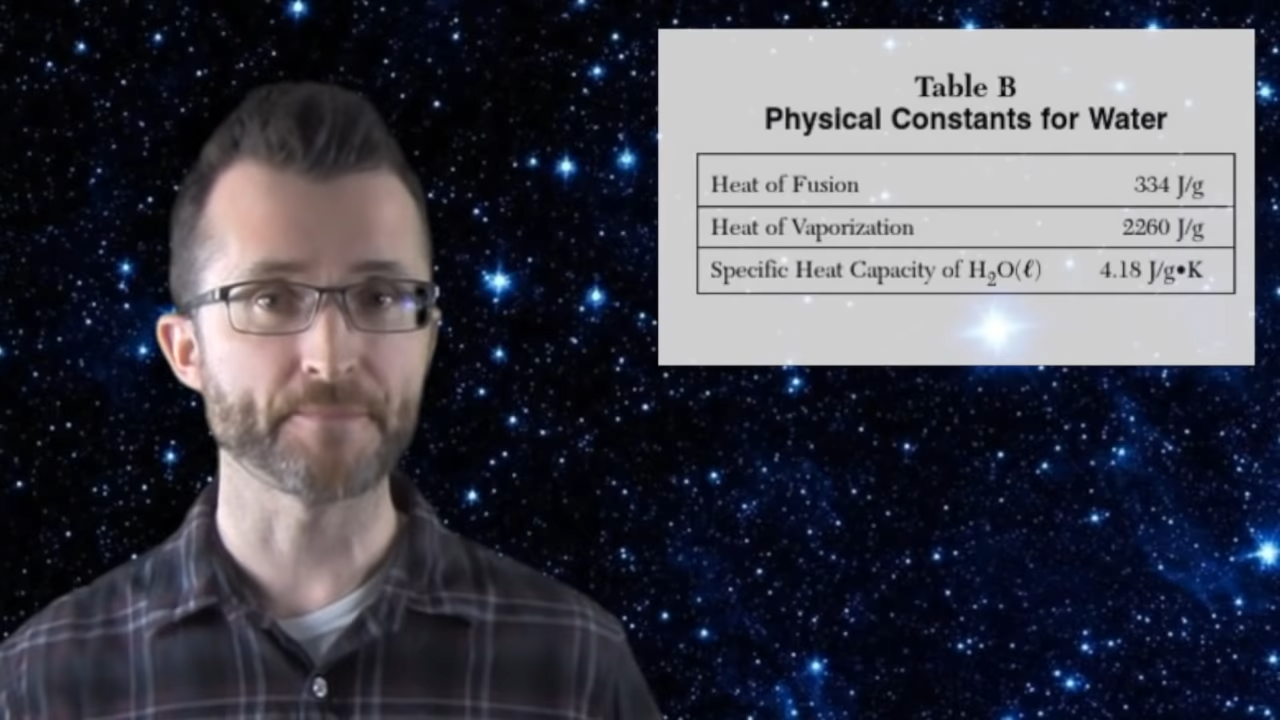 Table B
Physical Constants for Water
Heat of Fusion 334 J/g
Heat of Vaporization 2260 J/g
Specific Heat Capacity of H₂O(ℓ) 4.18 J/g•K